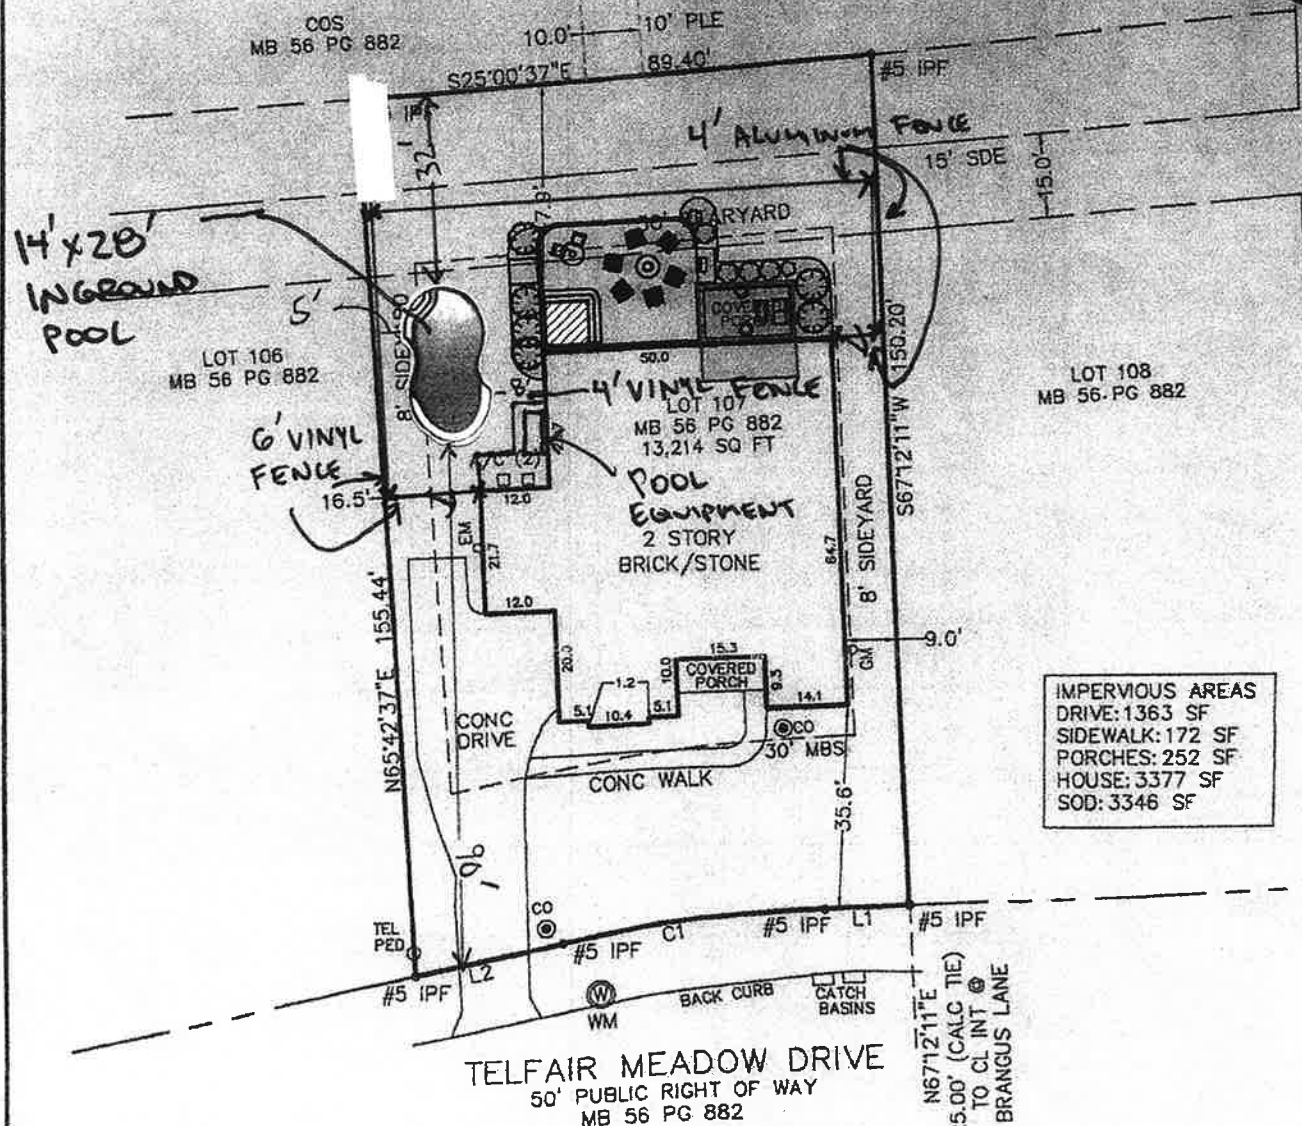 COS
MB 56 PG 882
10.0'
10' PLE
S25°00'37"E
89.40'
#5 IPF
4' ALUMINUM FENCE
15' SDE
15.0'
32'
14' x 28'
INGROUND
POOL
5'
LOT 106
MB 56 PG 882
50.0
4' VINYL FENCE
LOT 107
MB 56 PG 882
13,214 SQ FT
LOT 108
MB 56 PG 882
150.20'
S67°12'11"W
6' VINYL
FENCE
16.5'
12.0
POOL
EQUIPMENT
2 STORY
BRICK/STONE
EM
21.7
64.7
8' SIDEYARD
12.0
N65°42'37"E 155.44'
20.0
15.3
COVERED
PORCH
10.0
9.3
1.2
5.1
10.4
5.1
14.1
GM
9.0'
CONC
DRIVE
CO
30' MBS
CONC WALK
35.6'
IMPERVIOUS AREAS
DRIVE: 1363 SF
SIDEWALK: 172 SF
PORCHES: 252 SF
HOUSE: 3377 SF
SOD: 3346 SF
96'
TEL
PED
CO
#5 IPF
L2
#5 IPF
C1
#5 IPF
L1
#5 IPF
W
WM
BACK CURB
CATCH
BASINS
TELFAIR MEADOW DRIVE
50' PUBLIC RIGHT OF WAY
MB 56 PG 882
N67°12'11"E
5.00' (CALC TIE)
TO CL INT @
BRANGUS LANE